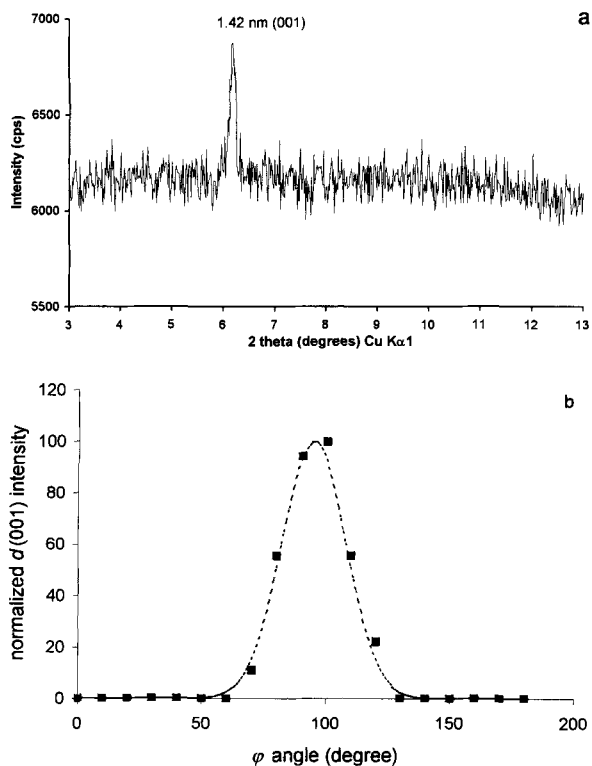 a
1.42 nm (001)
7000
6500
6000
5500
Intensity (cps)
3 4 5 6 7 8 9 10 11 12 13
2 theta (degrees) Cu Kα1
b
120
100
80
60
40
20
0
normalized d(001) intensity
0 50 100 150 200
φ angle (degree)